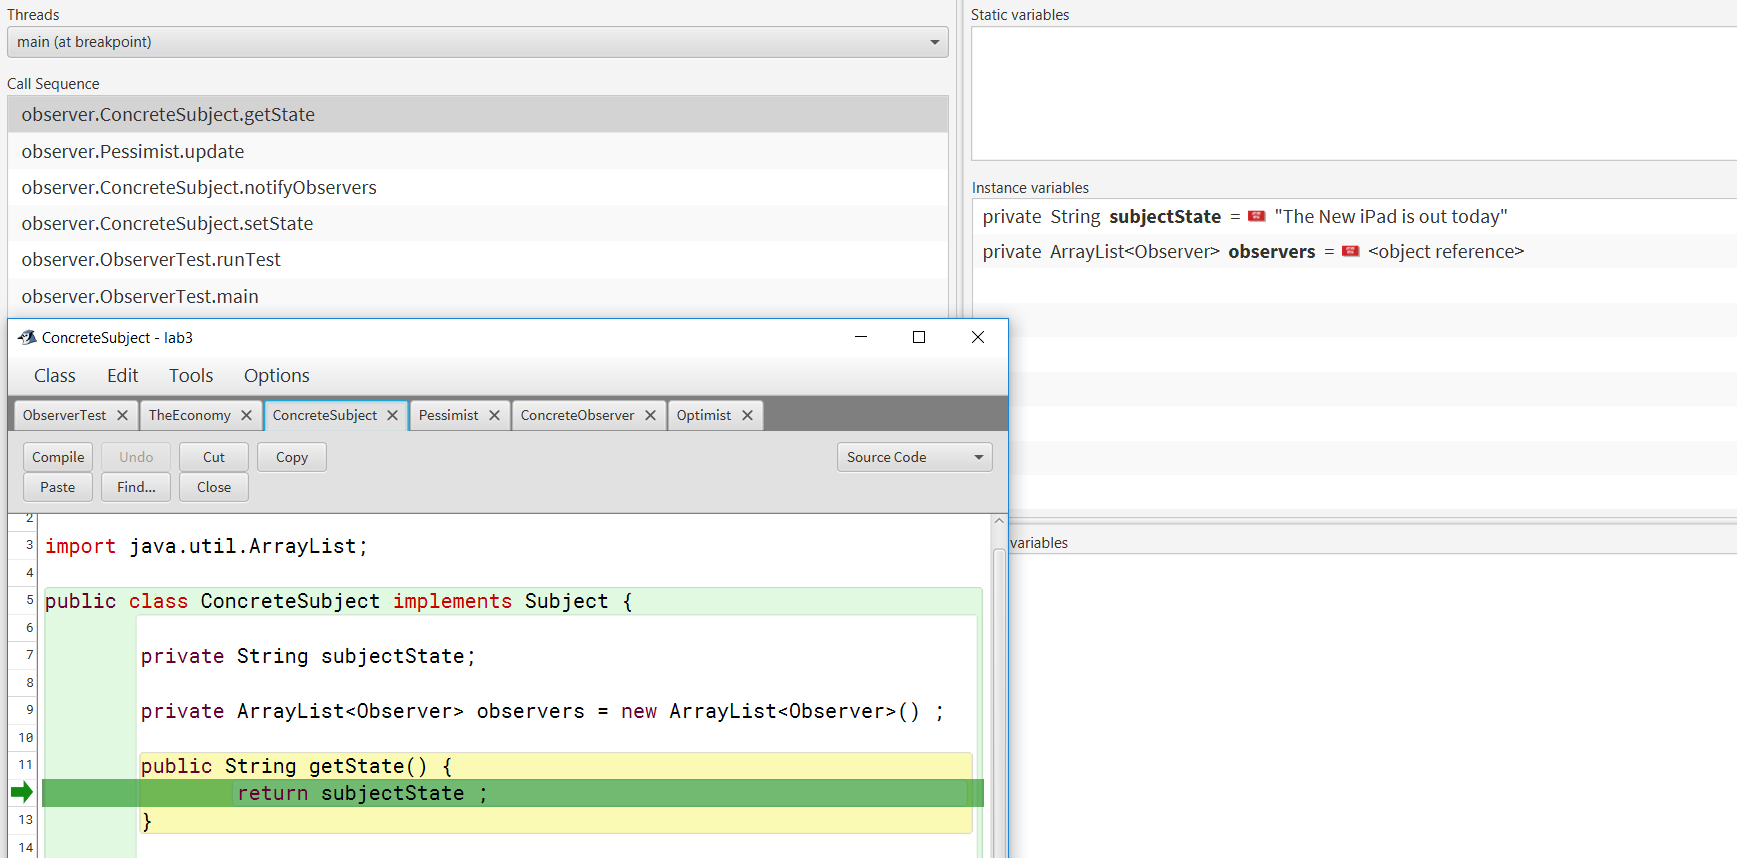 Threads
main (at breakpoint)
Call Sequence
observer.ConcreteSubject.getState
observer.Pessimist.update
observer.ConcreteSubject.notifyObservers
observer.ConcreteSubject.setState
observer.ObserverTest.runTest
observer.ObserverTest.main
Static variables
Instance variables
private String subjectState = "The New iPad is out today"
private ArrayList<Observer> observers = <object reference>
variables
ConcreteSubject - lab3
Class Edit Tools Options
ObserverTest TheEconomy ConcreteSubject Pessimist ConcreteObserver Optimist
Compile Undo Cut Copy Source Code
Paste Find... Close
2
3 import java.util.ArrayList;
4
5 public class ConcreteSubject implements Subject {
6
7 private String subjectState;
8
9 private ArrayList<Observer> observers = new ArrayList<Observer>() ;
10
11 public String getState() {
return subjectState ;
13 }
14